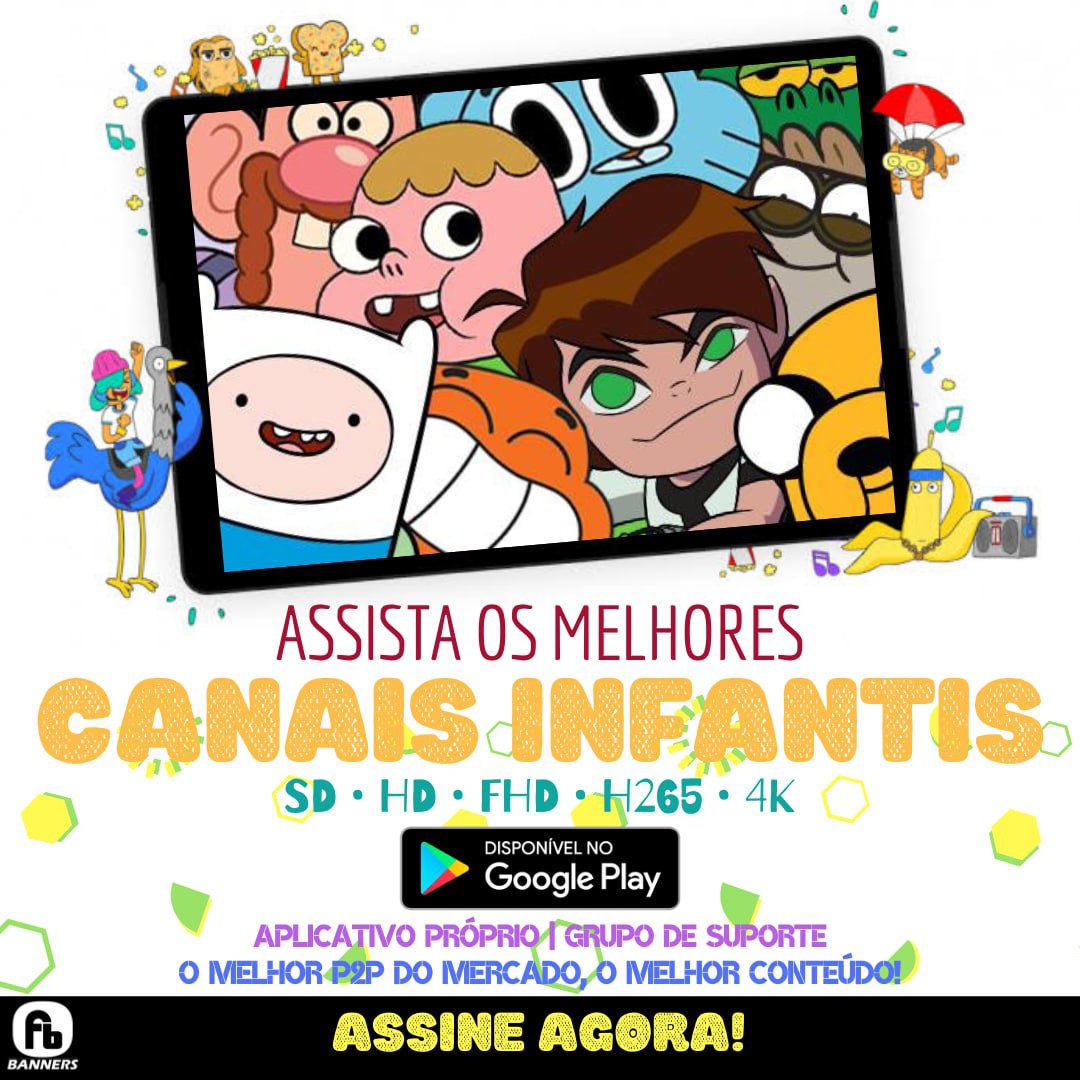 ASSISTA OS MELHORES
CANAIS INFANTIS
SD • HD • FHD • H265 • 4K
DISPONÍVEL NO
Google Play
APLICATIVO PRÓPRIO | GRUPO DE SUPORTE
O MELHOR P2P DO MERCADO, O MELHOR CONTEÚDO!
ASSINE AGORA!
fb
BANNERS